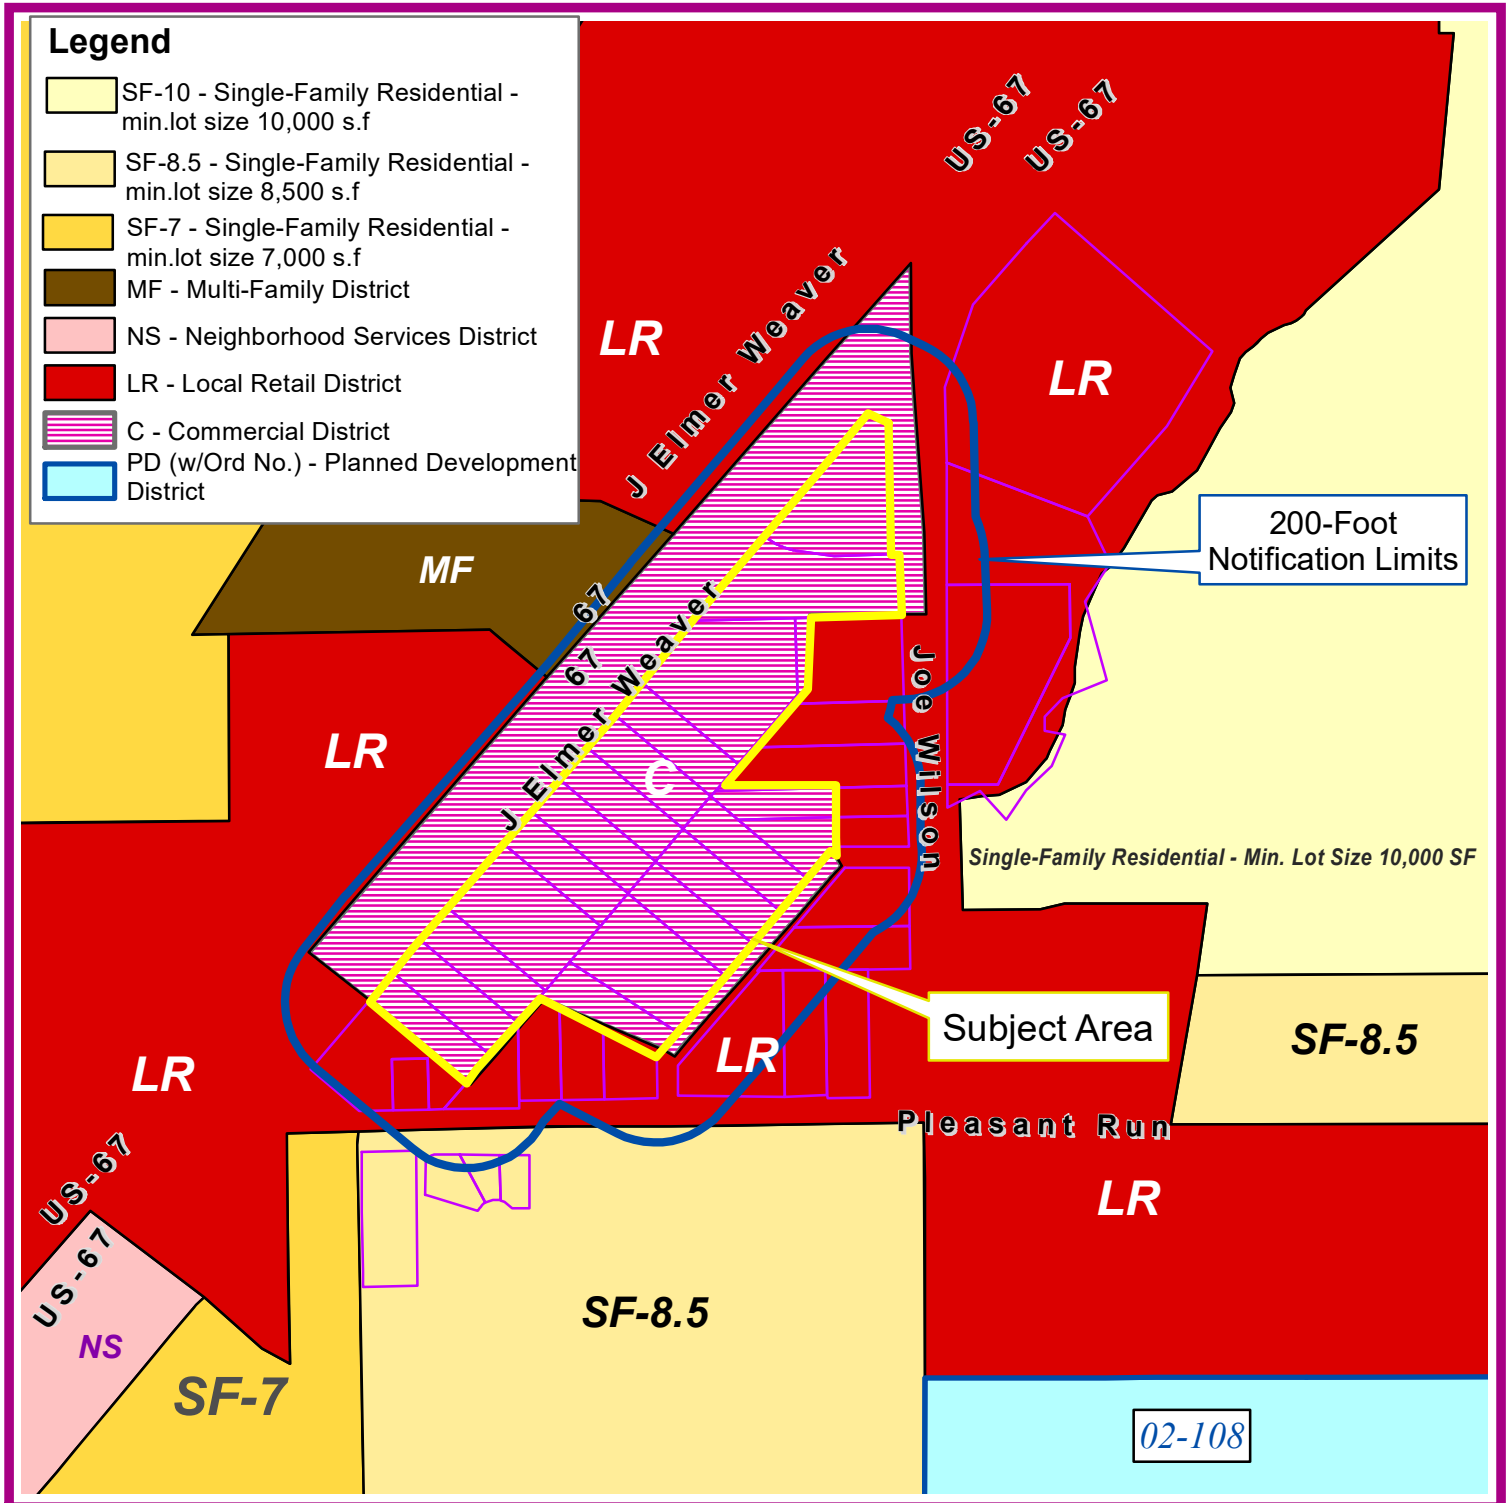 Legend
SF-10 - Single-Family Residential -
min.lot size 10,000 s.f
SF-8.5 - Single-Family Residential -
min.lot size 8,500 s.f
SF-7 - Single-Family Residential -
min.lot size 7,000 s.f
MF - Multi-Family District
NS - Neighborhood Services District
LR - Local Retail District
C - Commercial District
PD (w/Ord No.) - Planned Development
District
US-67
US-67
J Elmer Weaver
LR
LR
200-Foot
Notification Limits
MF
67
67
J Elmer Weaver
Joe Wilson
LR
C
Single-Family Residential - Min. Lot Size 10,000 SF
Subject Area
SF-8.5
LR
LR
Pleasant Run
US-67
US-67
LR
NS
SF-8.5
SF-7
02-108